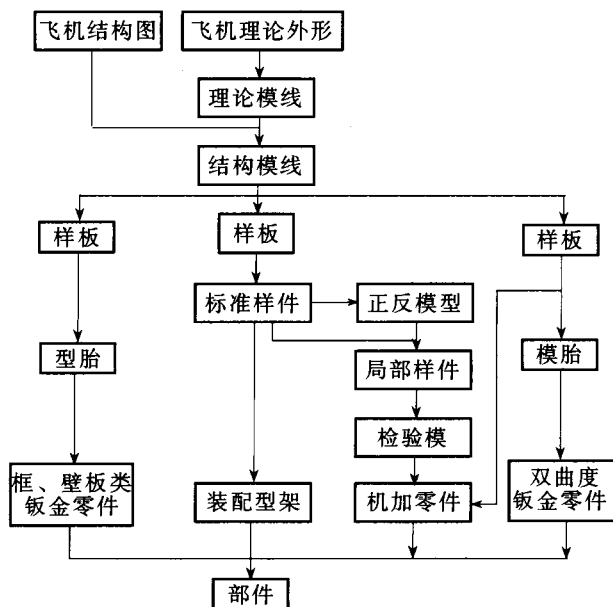 飞机结构图
飞机理论外形
理论模线
结构模线
样板
样板
样板
标准样件
正反模型
型胎
局部样件
模胎
检验模
框、壁板类
钣金零件
装配型架
机加零件
双曲度
钣金零件
部件